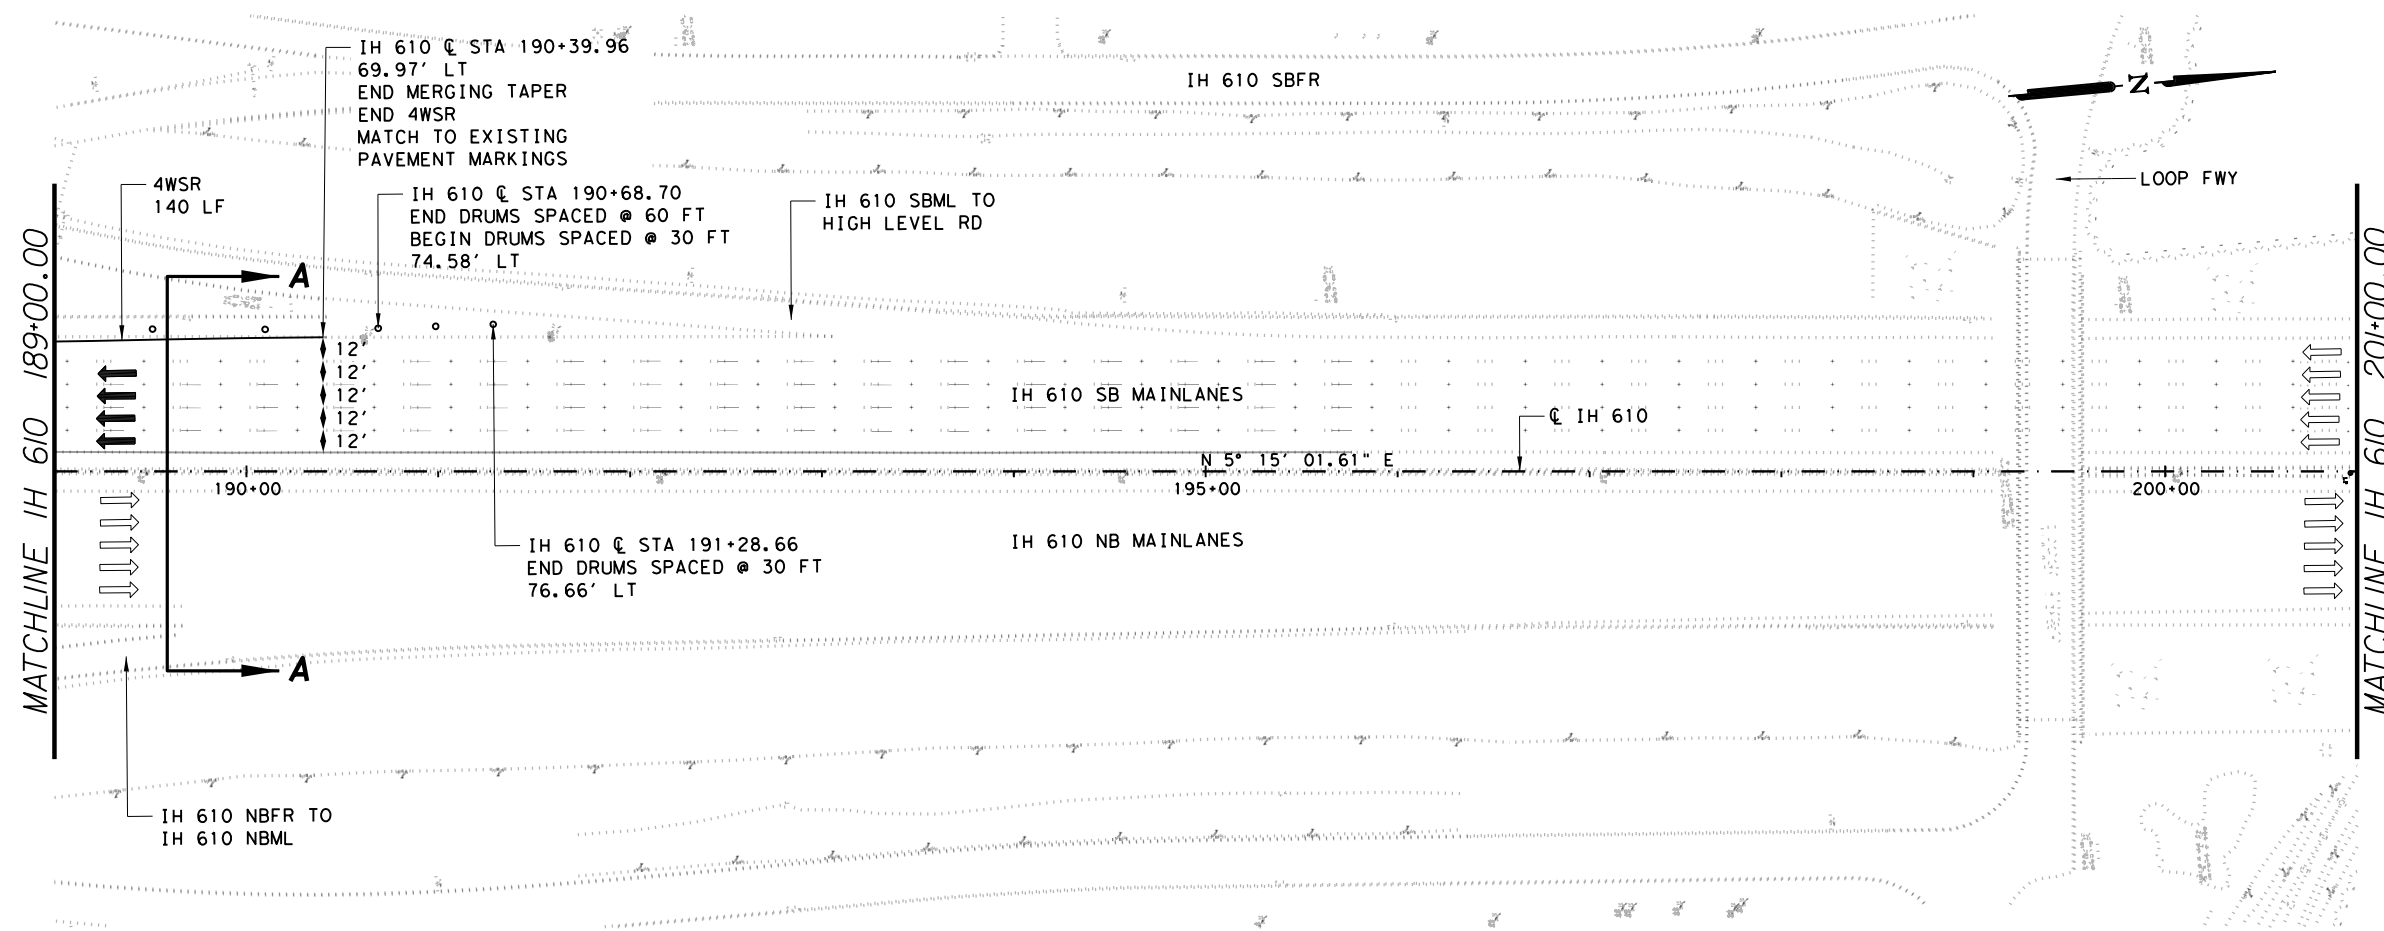 IH 610 ℄ STA 190+39.96
69.97′ LT
END MERGING TAPER
END 4WSR
MATCH TO EXISTING
PAVEMENT MARKINGS
IH 610 SBFR
Z
4WSR
140 LF
IH 610 ℄ STA 190+68.70
END DRUMS SPACED @ 60 FT
BEGIN DRUMS SPACED @ 30 FT
74.58′ LT
IH 610 SBML TO
HIGH LEVEL RD
LOOP FWY
A
MATCHLINE IH 610 189+00.00
MATCHLINE IH 610 201+00.00
12′
12′
12′
12′
12′
IH 610 SB MAINLANES
℄ IH 610
N 5° 15′ 01.61" E
190+00
195+00
200+00
IH 610 ℄ STA 191+28.66
END DRUMS SPACED @ 30 FT
76.66′ LT
IH 610 NB MAINLANES
A
IH 610 NBFR TO
IH 610 NBML